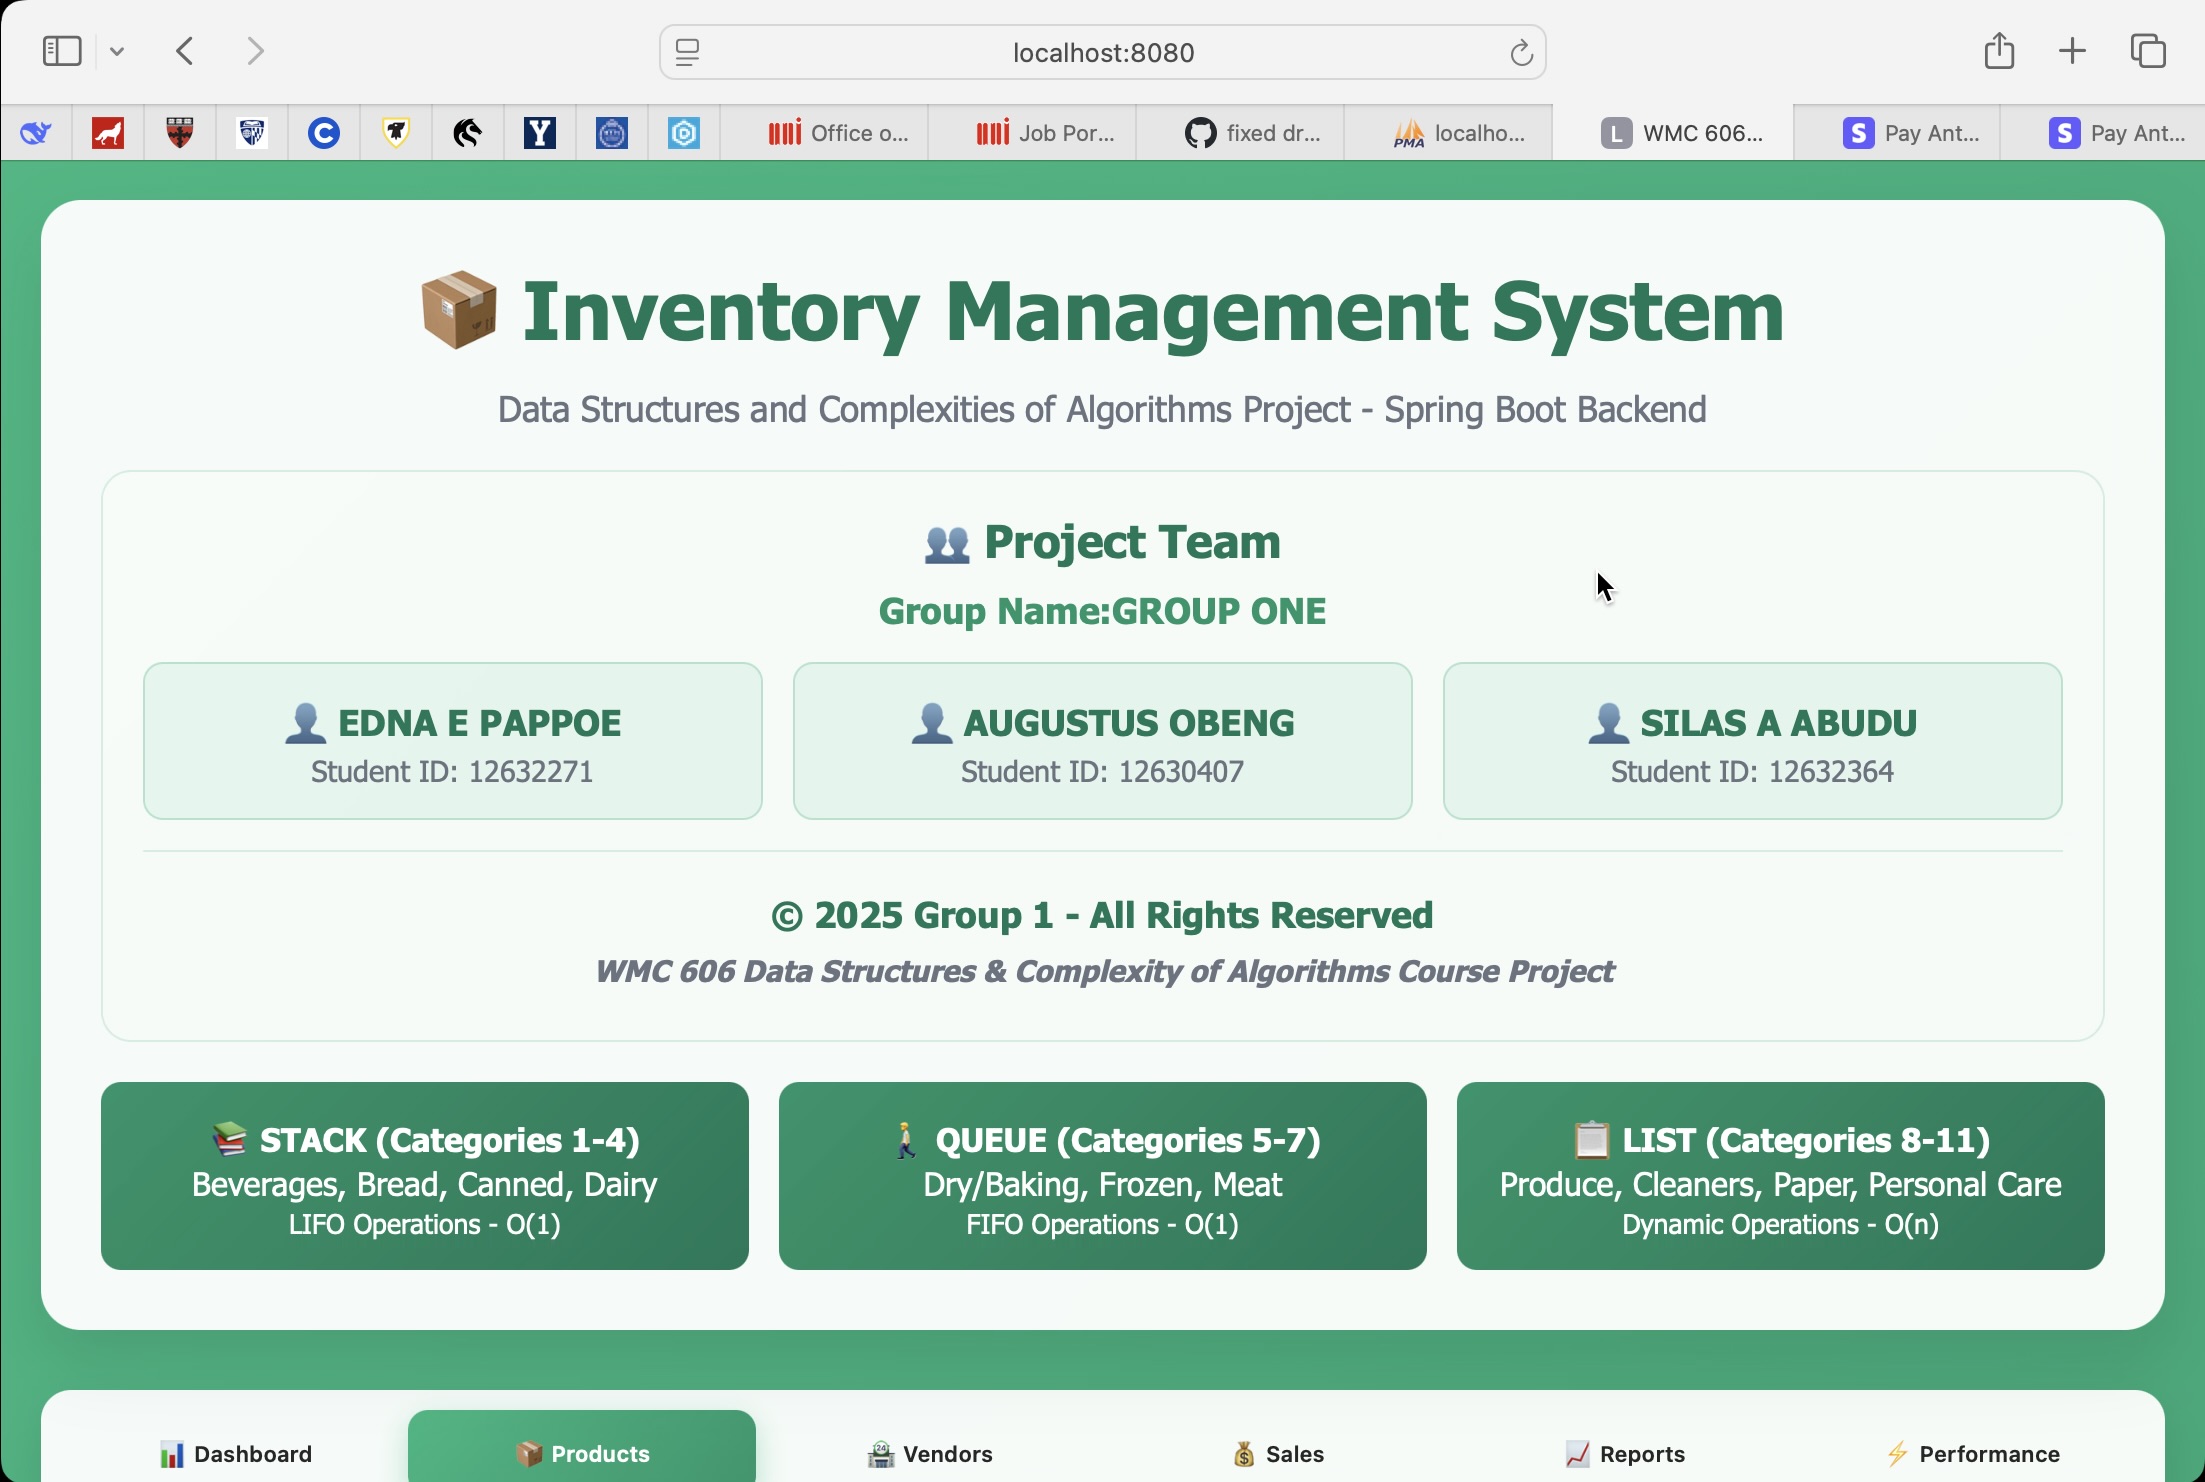 localhost:8080
Office o...
Job Por...
fixed dr...
PMA
localho...
L
WMC 606...
S
Pay Ant...
S
Pay Ant...
C
Y
Inventory Management System
Data Structures and Complexities of Algorithms Project - Spring Boot Backend
Project Team
Group Name:GROUP ONE
EDNA E PAPPOE
Student ID: 12632271
AUGUSTUS OBENG
Student ID: 12630407
SILAS A ABUDU
Student ID: 12632364
© 2025 Group 1 - All Rights Reserved
WMC 606 Data Structures & Complexity of Algorithms Course Project
STACK (Categories 1-4)
Beverages, Bread, Canned, Dairy
LIFO Operations - O(1)
QUEUE (Categories 5-7)
Dry/Baking, Frozen, Meat
FIFO Operations - O(1)
LIST (Categories 8-11)
Produce, Cleaners, Paper, Personal Care
Dynamic Operations - O(n)
Dashboard
Products
Vendors
Sales
Reports
Performance